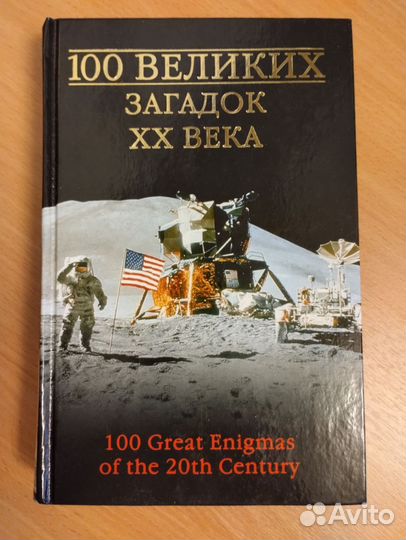 100 ВЕЛИКИХ
ЗАГАДОК
XX ВЕКА
100 Great Enigmas
of the 20th Century
Avito